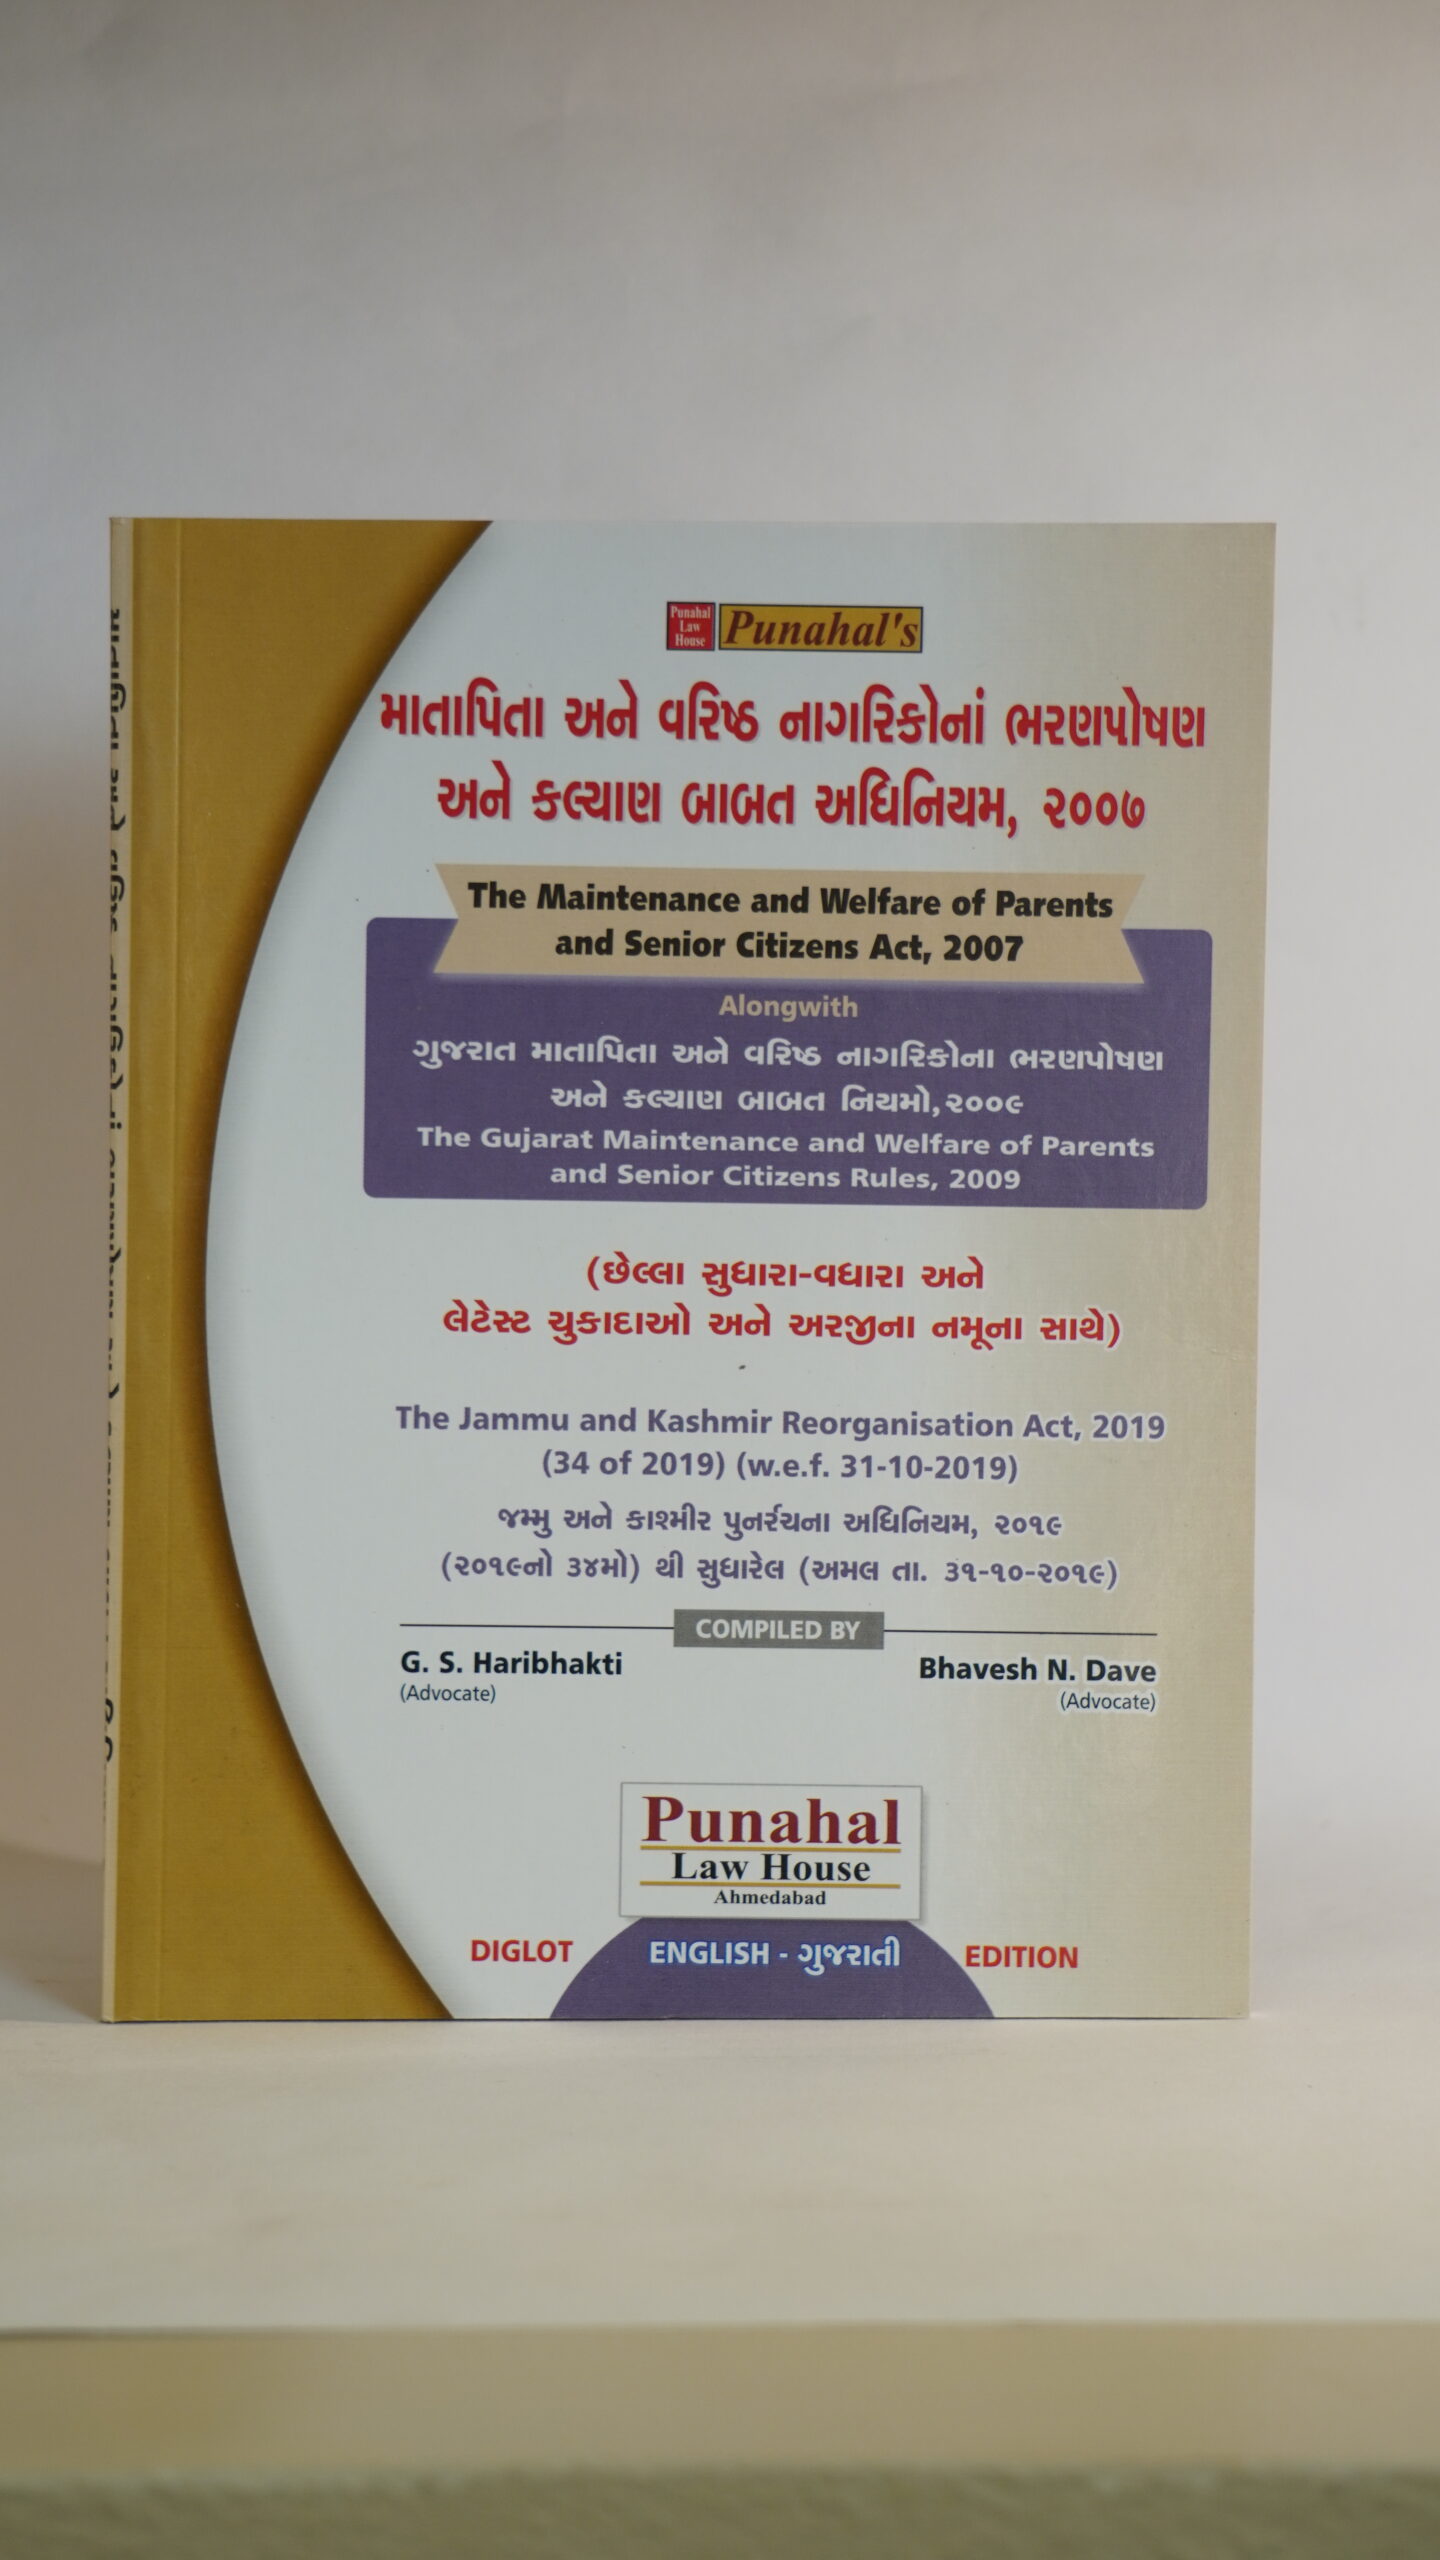 Punahal
Law
House
Punahal's
માતાપિતા અને વરિષ્ઠ નાગરિકોનાં ભરણપોષણ
અને કલ્યાણ બાબત અધિનિયમ, ૨૦૦૭
The Maintenance and Welfare of Parents
and Senior Citizens Act, 2007
Alongwith
ગુજરાત માતાપિતા અને વરિષ્ઠ નાગરિકોના ભરણપોષણ
અને કલ્યાણ બાબત નિયમો, ૨૦૦૯
The Gujarat Maintenance and Welfare of Parents
and Senior Citizens Rules, 2009
(છેલ્લા સુધારા-વધારા અને
લેટેસ્ટ ચુકાદાઓ અને અરજીના નમૂના સાથે)
The Jammu and Kashmir Reorganisation Act, 2019
(34 of 2019) (w.e.f. 31-10-2019)
જમ્મુ અને કાશ્મીર પુનર્રચના અધિનિયમ, ૨૦૧૯
(૨૦૧૯નો ૩૪મો) થી સુધારેલ (અમલ તા. ૩૧-૧૦-૨૦૧૯)
COMPILED BY
G. S. Haribhakti
(Advocate)
Bhavesh N. Dave
(Advocate)
Punahal
Law House
Ahmedabad
DIGLOT ENGLISH - ગુજરાતી EDITION